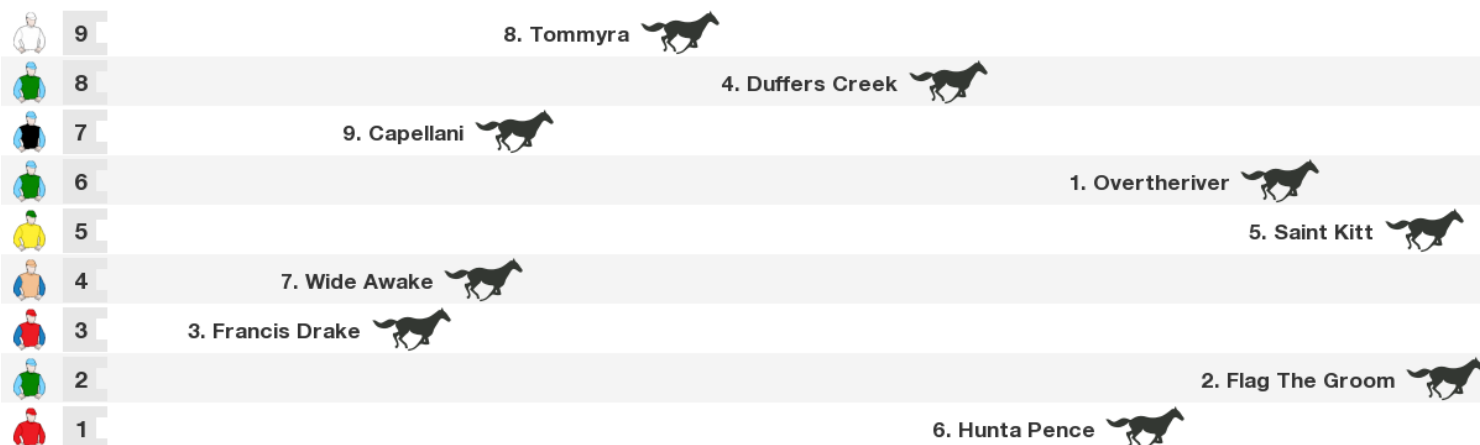 9 8. Tommyra
8 4. Duffers Creek
7 9. Capellani
6 1. Overtheriver
5 5. Saint Kitt
4 7. Wide Awake
3 3. Francis Drake
2 2. Flag The Groom
1 6. Hunta Pence